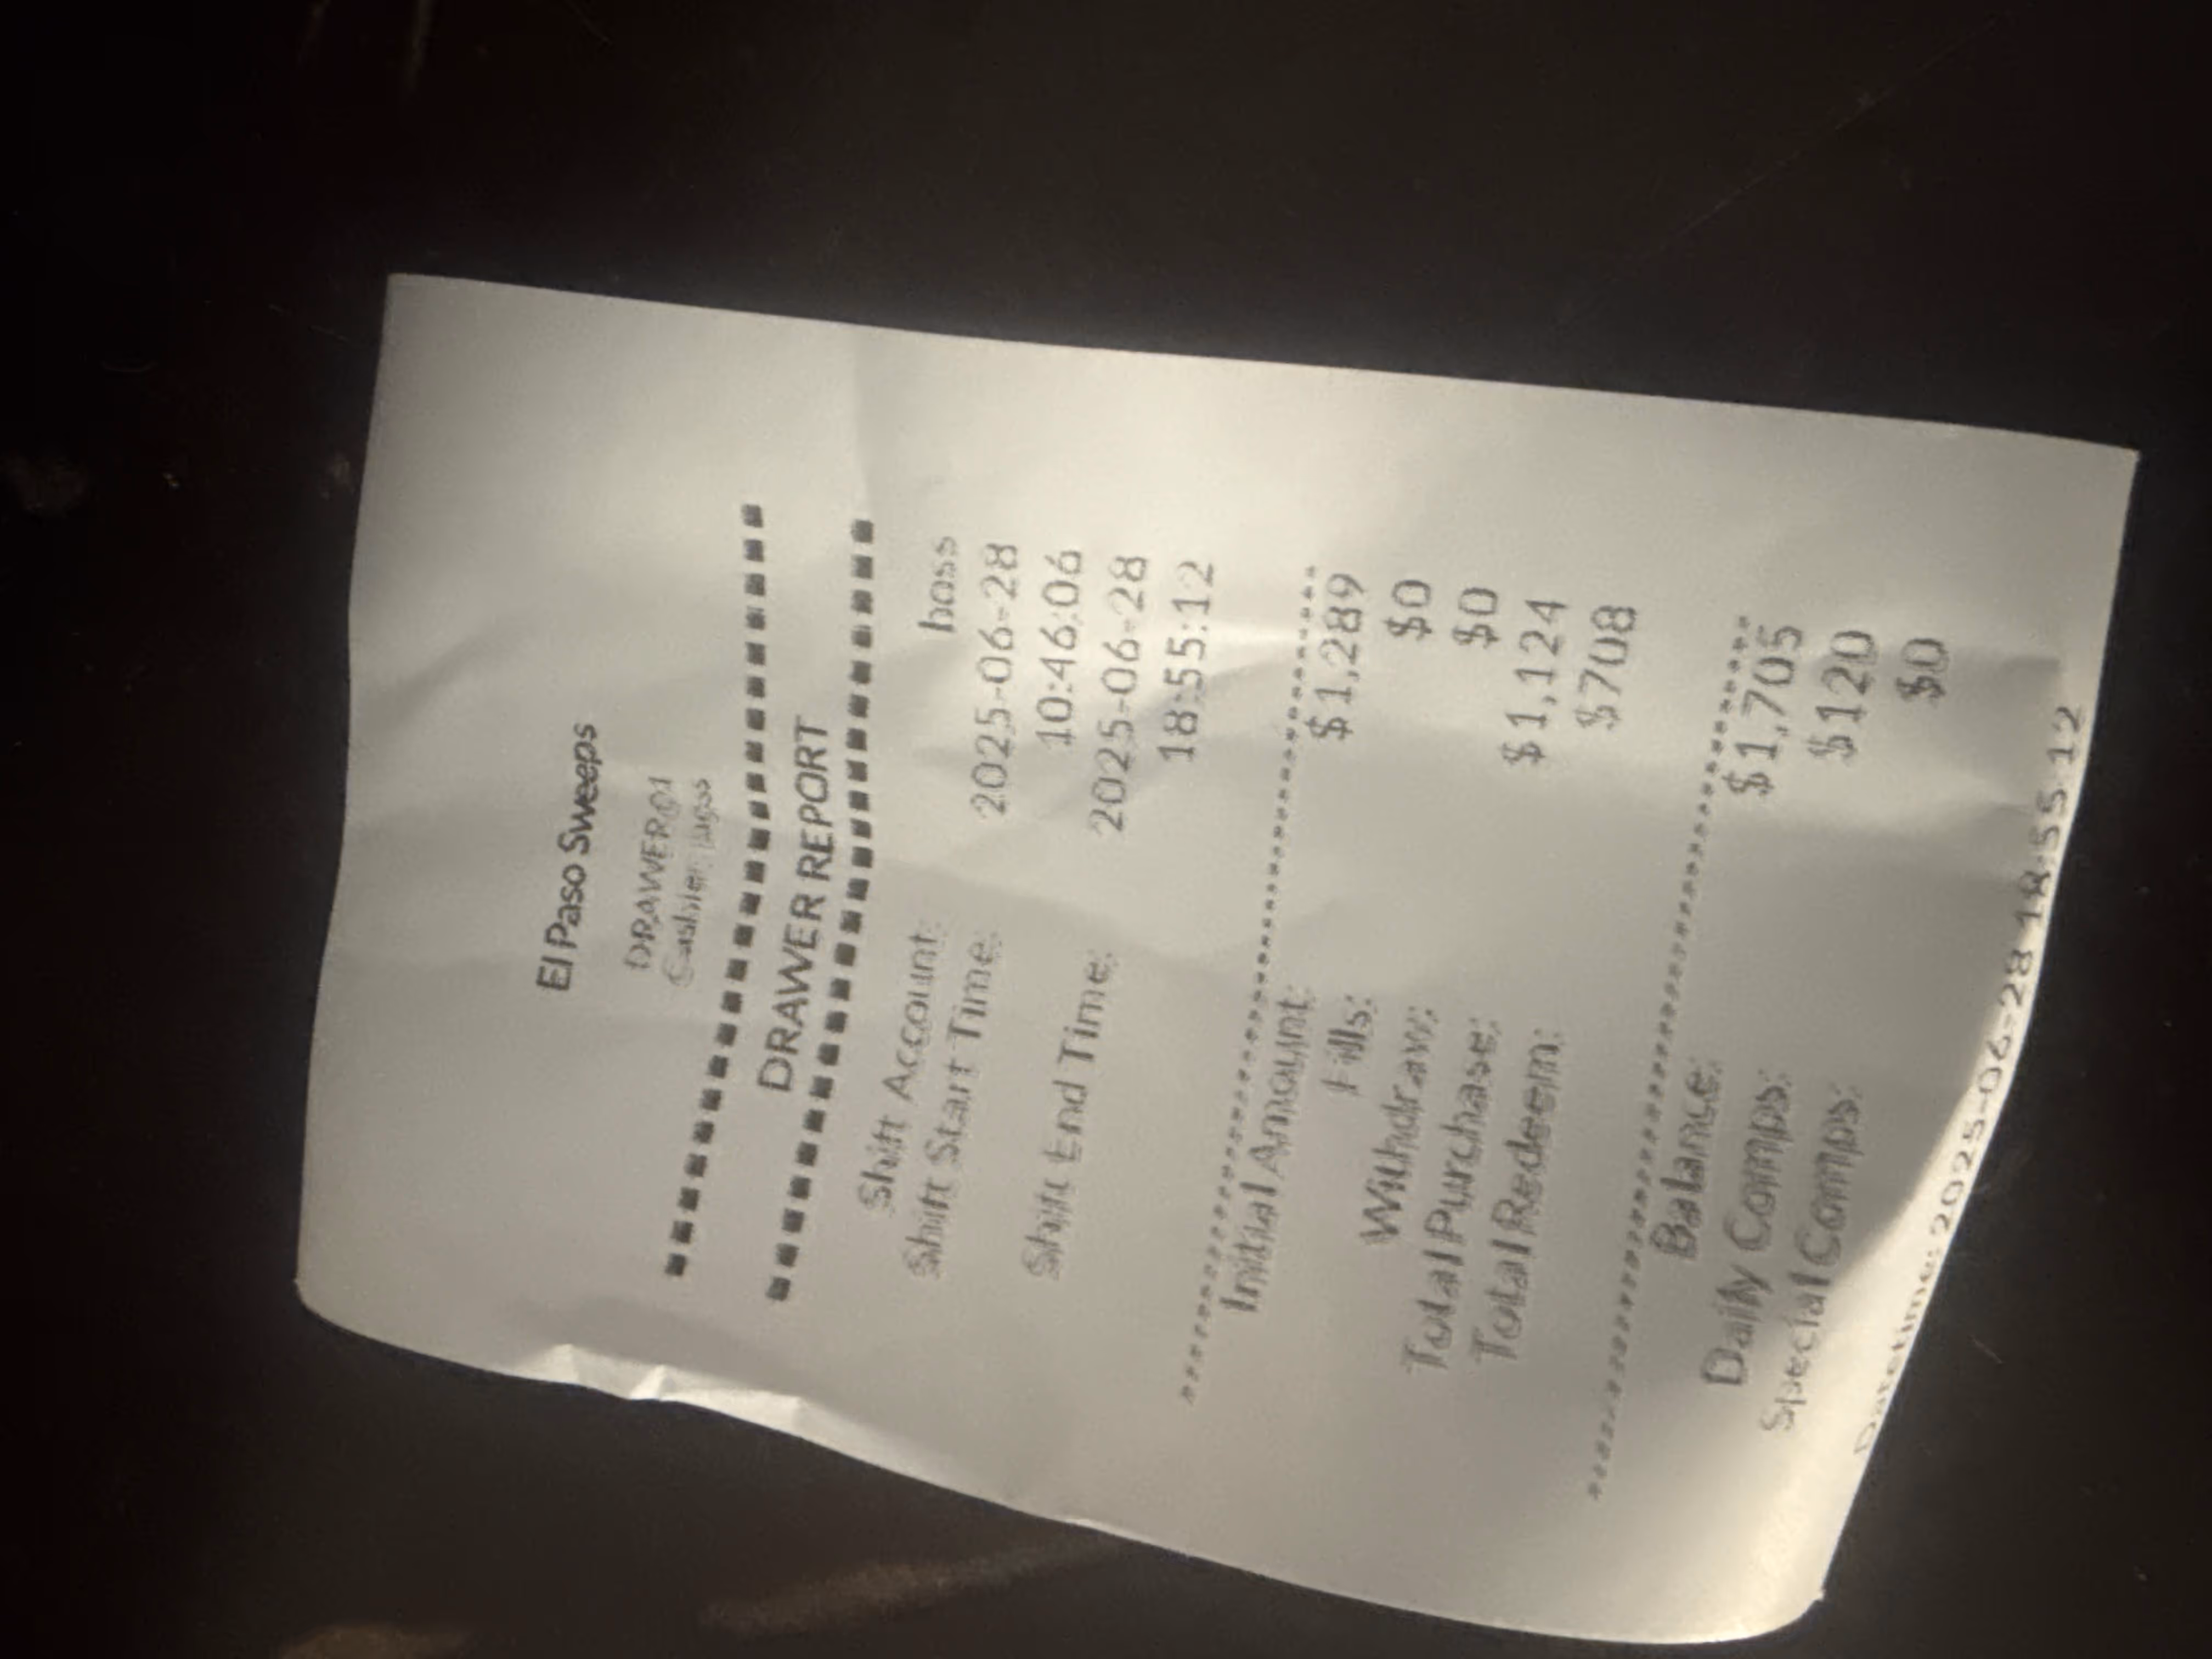 El Paso Sweeps
DRAWER01
Cashier:
DRAWER REPORT
Shift Account:
Shift Start Time: 2025-06-28
10:46:06
Shift End Time: 2025-06-28
18:55:12
Initial Amount: $1,289
Fills: $0
Withdraw: $0
Total Purchase: $1,124
Total Redeem: $708
Balance: $1,705
Daily Comps: $120
Special Comps: $0
Datetime: 2025-06-28 18:55:12